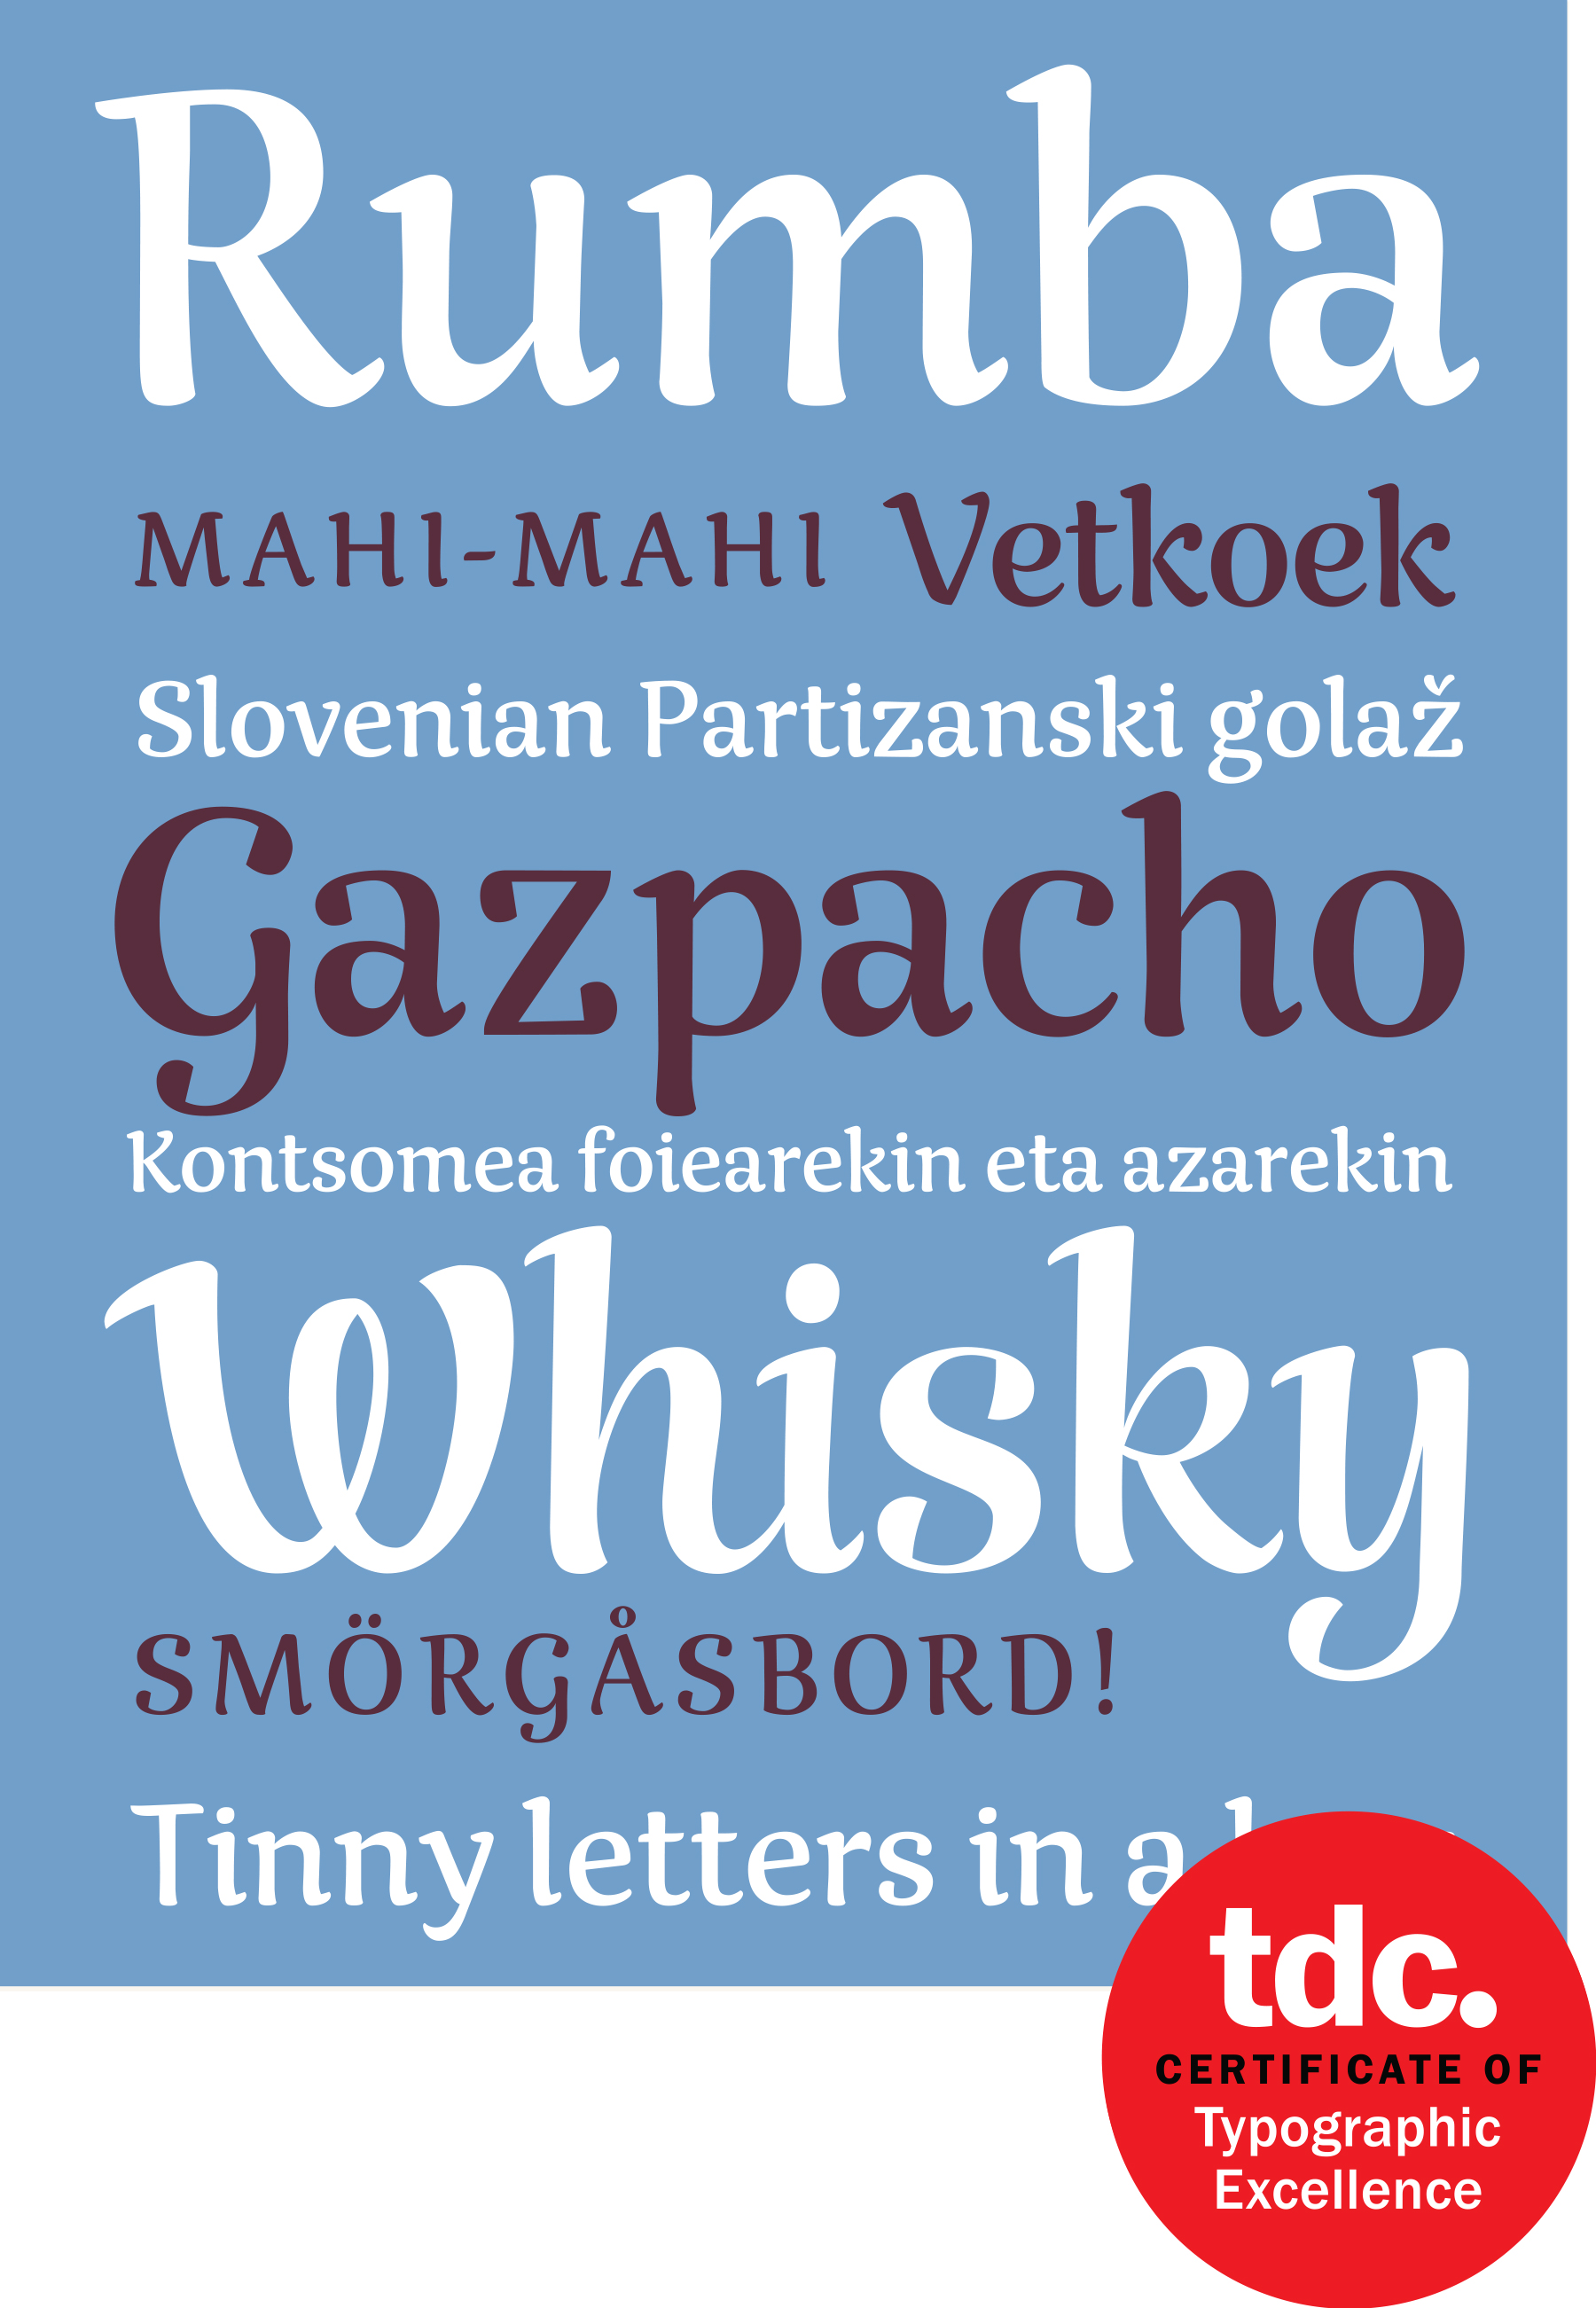 Rumba
MAHI-MAHI Vetkoek
Slovenian Partizanski golaž
Gazpacho
Kontsomea foiearekin eta azarekin
Whisky
SMÖRGÅSBORD!
Tinny letters in a
tdc.
CERTIFICATE OF
Typographic
Excellence